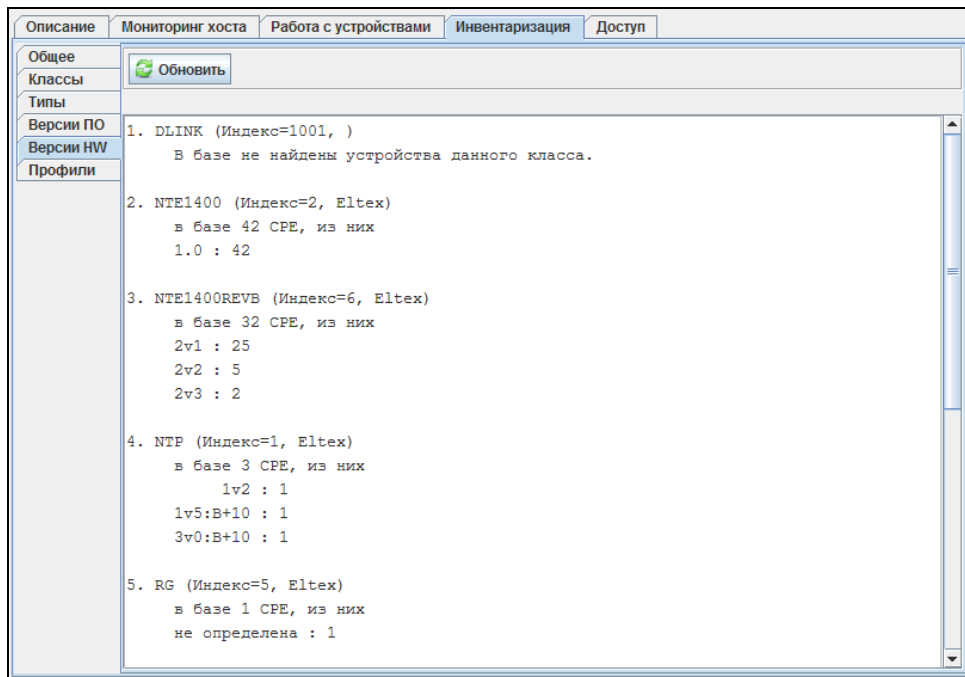 Описание Мониторинг хоста Работа с устройствами Инвентаризация Доступ
Общее
Классы
Типы
Версии ПО
Версии HW
Профили
Обновить
1. DLINK (Индекс=1001, )
В базе не найдены устройства данного класса.
2. NTE1400 (Индекс=2, Eltex)
в базе 42 CPE, из них
1.0 : 42
3. NTE1400REVB (Индекс=6, Eltex)
в базе 32 CPE, из них
2v1 : 25
2v2 : 5
2v3 : 2
4. NTP (Индекс=1, Eltex)
в базе 3 CPE, из них
1v2 : 1
1v5:B+10 : 1
3v0:B+10 : 1
5. RG (Индекс=5, Eltex)
в базе 1 CPE, из них
не определена : 1